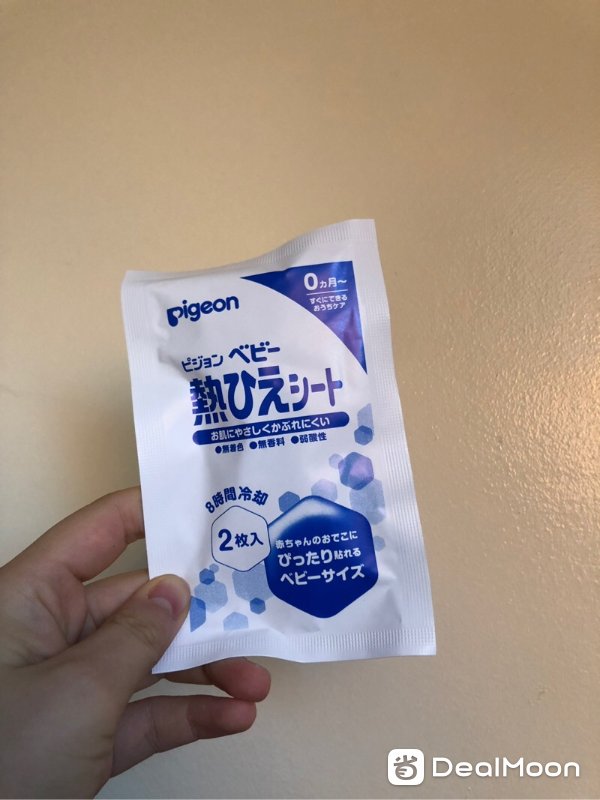 Pigeon
0ヵ月～
すぐにできる
おうちケア
ピジョン ベビー
熱ひえシート
お肌にやさしくかぶれにくい
●無着色 ●無香料 ●弱酸性
8時間冷却
2枚入
赤ちゃんのおでこに
ぴったり貼れる
ベビーサイズ
省 DealMoon